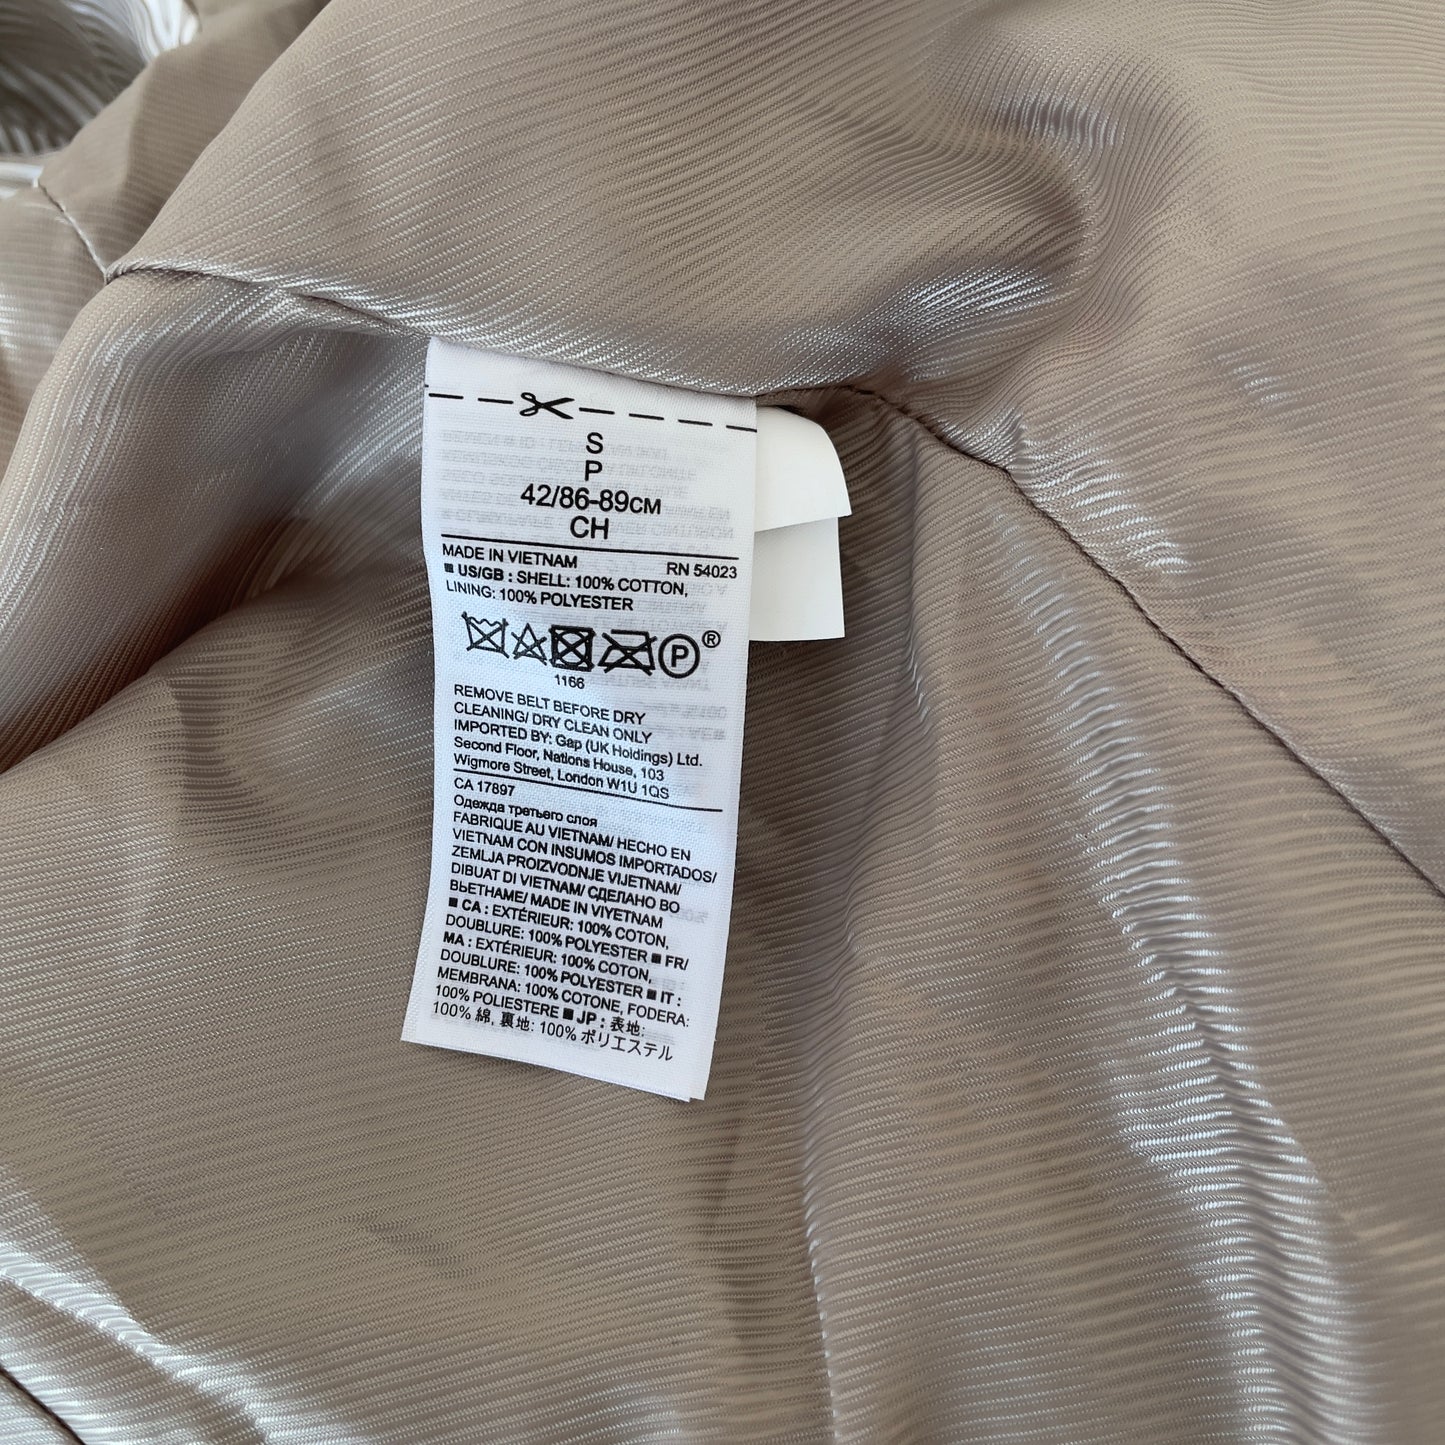 S
P
42/86-89CM
CH
MADE IN VIETNAM RN 54023
■ US/GB : SHELL: 100% COTTON,
LINING: 100% POLYESTER
P ®
1166
REMOVE BELT BEFORE DRY
CLEANING/ DRY CLEAN ONLY
IMPORTED BY: Gap (UK Holdings) Ltd.
Second Floor, Nations House, 103
Wigmore Street, London W1U 1QS
CA 17897
Одежда третьего слоя
FABRIQUE AU VIETNAM/ HECHO EN
VIETNAM CON INSUMOS IMPORTADOS/
ZEMLJA PROIZVODNJE VIJETNAM/
DIBUAT DI VIETNAM/ СДЕЛАНО ВО
ВЬЕТНАМЕ/ MADE IN VIYETNAM
■ CA : EXTÉRIEUR: 100% COTON,
DOUBLURE: 100% POLYESTER ■ FR/
MA : EXTÉRIEUR: 100% COTON,
DOUBLURE: 100% POLYESTER ■ IT :
MEMBRANA: 100% COTONE, FODERA:
100% POLIESTERE ■ JP : 表地:
100% 綿, 裏地: 100% ポリエステル